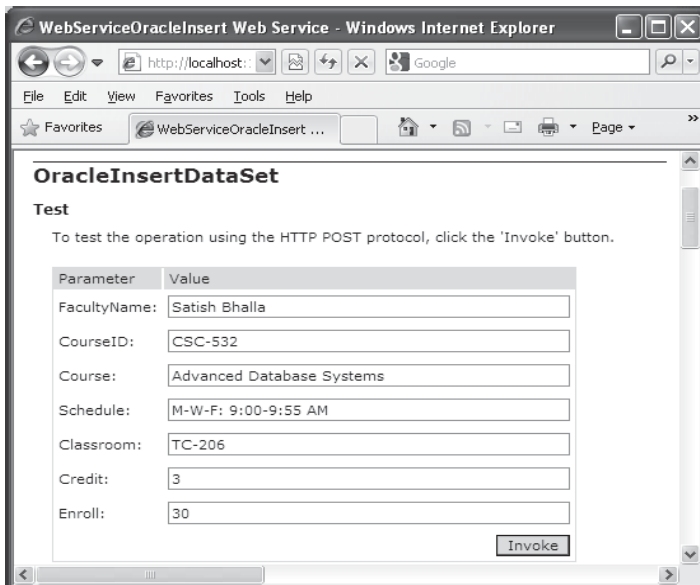 WebServiceOracleInsert Web Service - Windows Internet Explorer
http://localhost:
Google
File Edit View Favorites Tools Help
Favorites WebServiceOracleInsert ... Page
OracleInsertDataSet
Test
To test the operation using the HTTP POST protocol, click the 'Invoke' button.
Parameter Value
FacultyName: Satish Bhalla
CourseID: CSC-532
Course: Advanced Database Systems
Schedule: M-W-F: 9:00-9:55 AM
Classroom: TC-206
Credit: 3
Enroll: 30
Invoke